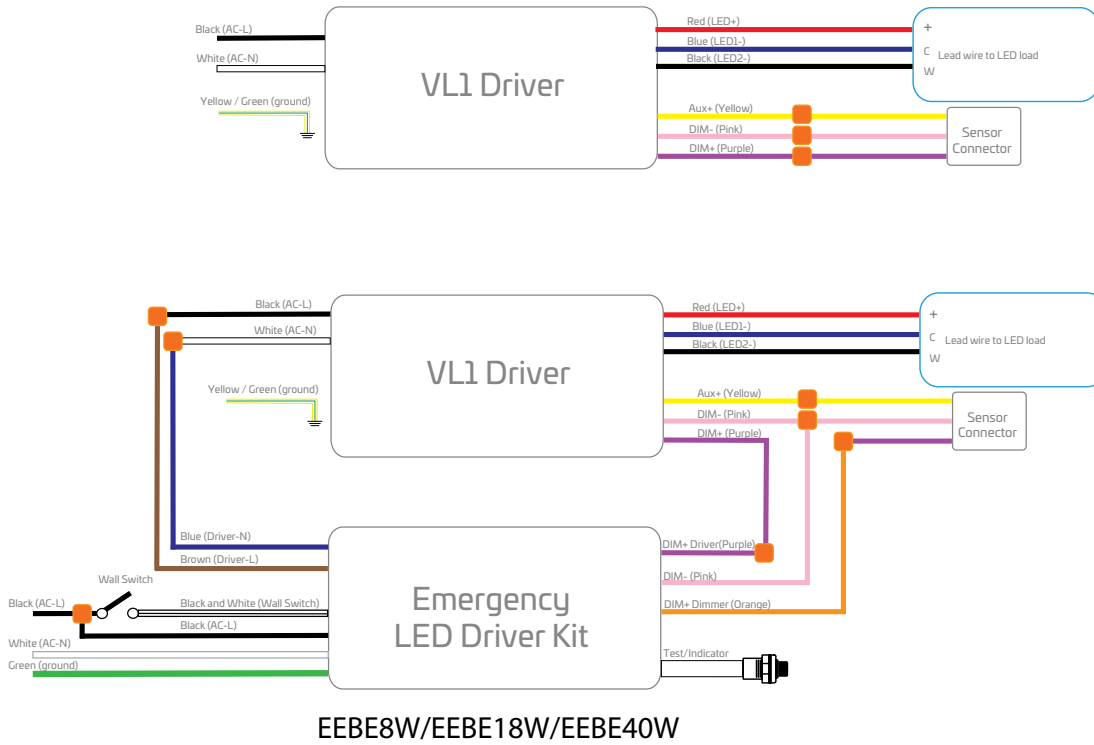 Black (AC-L)
White (AC-N)
Yellow / Green (ground)
VL1 Driver
Red (LED+)
Blue (LED1-)
Black (LED2-)
Aux+ (Yellow)
DIM- (Pink)
DIM+ (Purple)
+
C Lead wire to LED load
W
Sensor
Connector
Black (AC-L)
White (AC-N)
Yellow / Green (ground)
VL1 Driver
Red (LED+)
Blue (LED1-)
Black (LED2-)
Aux+ (Yellow)
DIM- (Pink)
DIM+ (Purple)
+
C Lead wire to LED load
W
Sensor
Connector
Blue (Driver-N)
Brown (Driver-L)
Wall Switch
Black (AC-L)
Black and White (Wall Switch)
Black (AC-L)
White (AC-N)
Green (ground)
Emergency
LED Driver Kit
DIM+ Driver(Purple)
DIM- (Pink)
DIM+ Dimmer (Orange)
Test/Indicator
EEBE8W/EEBE18W/EEBE40W